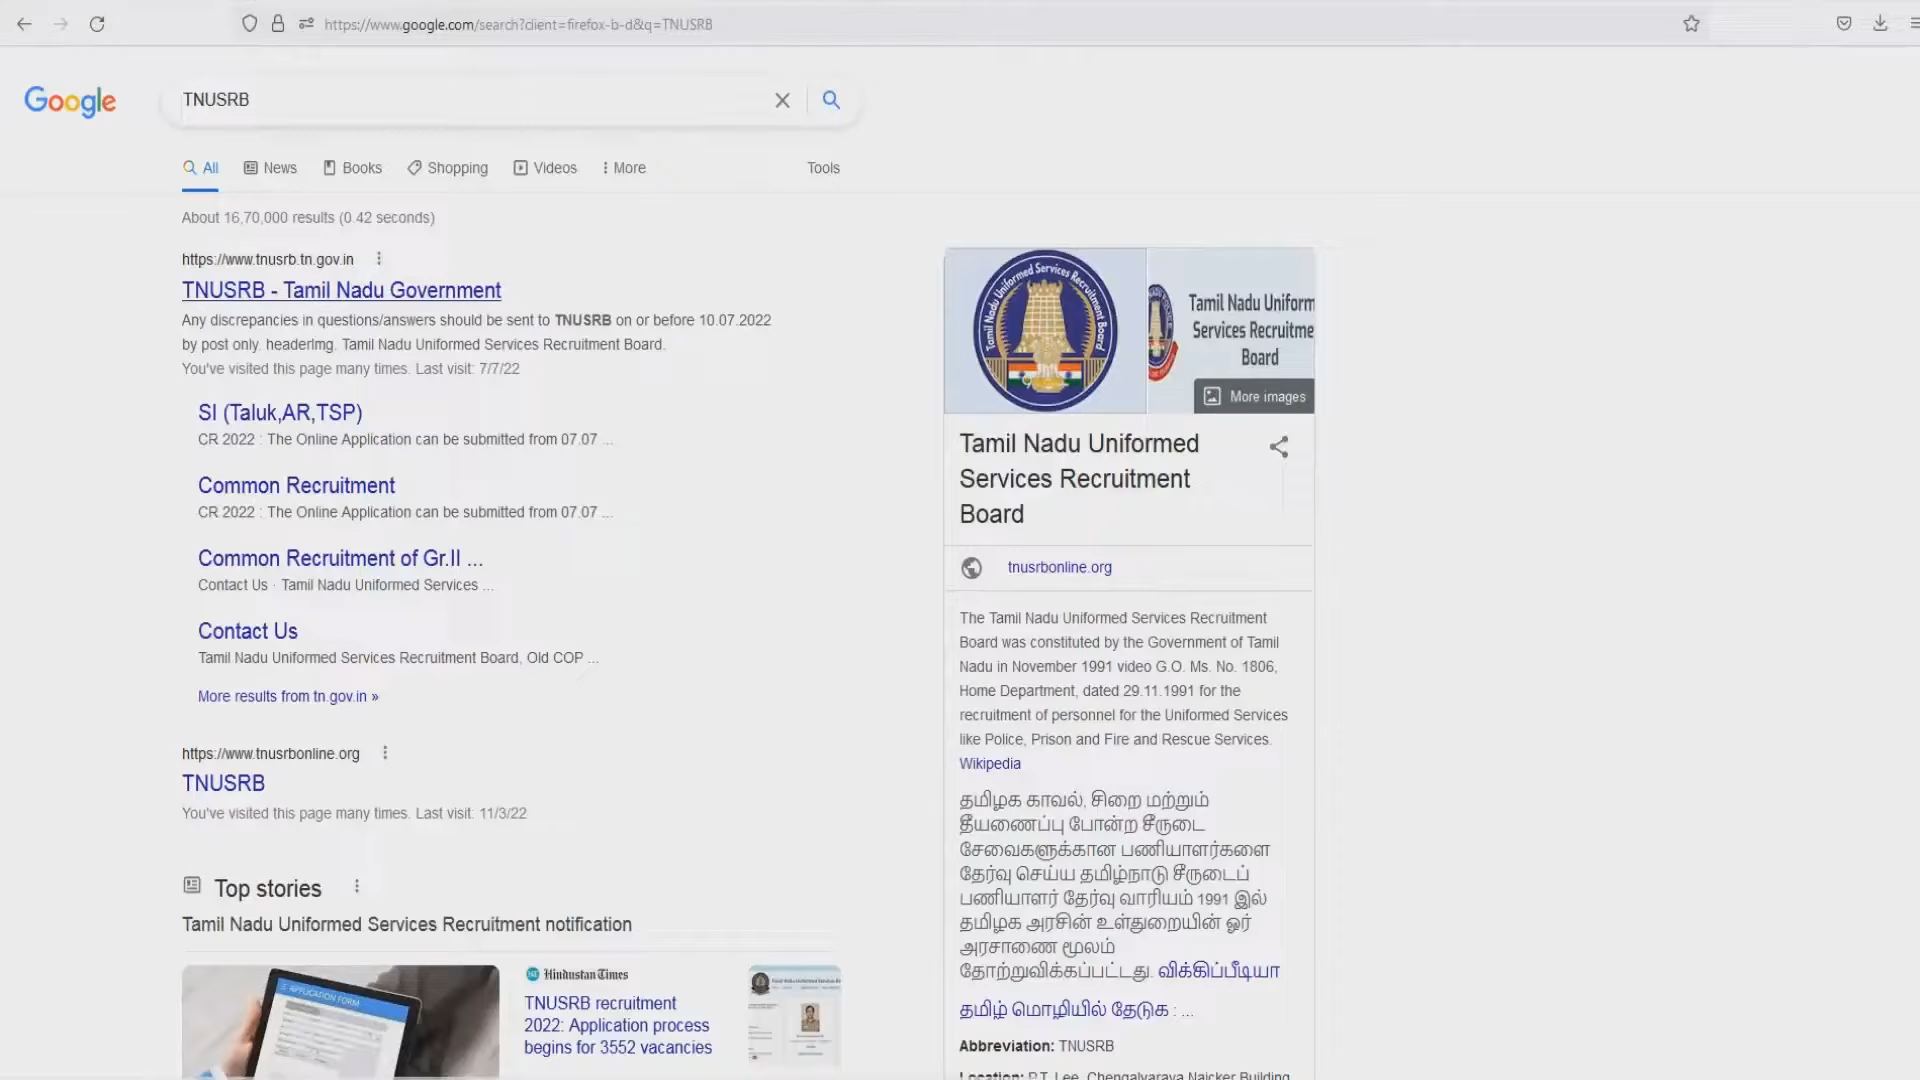 https://www.google.com/search?client=firefox-b-d&q=TNUSRB
Google
TNUSRB
All
News
Books
Shopping
Videos
More
Tools
About 16,70,000 results (0.42 seconds)
https://www.tnusrb.tn.gov.in
TNUSRB - Tamil Nadu Government
Any discrepancies in questions/answers should be sent to TNUSRB on or before 10.07.2022
by post only. headerImg. Tamil Nadu Uniformed Services Recruitment Board.
You've visited this page many times. Last visit: 7/7/22
SI (Taluk,AR,TSP)
CR 2022 : The Online Application can be submitted from 07.07 ...
Common Recruitment
CR 2022 : The Online Application can be submitted from 07.07 ...
Common Recruitment of Gr.II ...
Contact Us · Tamil Nadu Uniformed Services ...
Contact Us
Tamil Nadu Uniformed Services Recruitment Board, Old COP ...
More results from tn.gov.in »
https://www.tnusrbonline.org
TNUSRB
You've visited this page many times. Last visit: 11/3/22
Top stories
Tamil Nadu Uniformed Services Recruitment notification
APPLICATION FORM
Hindustan Times
TNUSRB recruitment
2022: Application process
begins for 3552 vacancies
Tamil Nadu Uniformed Services Recruitment Board
Tamil Nadu Uniform
Services Recruitme
Board
More images
Tamil Nadu Uniformed
Services Recruitment
Board
tnusrbonline.org
The Tamil Nadu Uniformed Services Recruitment
Board was constituted by the Government of Tamil
Nadu in November 1991 video G.O. Ms. No. 1806,
Home Department, dated 29.11.1991 for the
recruitment of personnel for the Uniformed Services
like Police, Prison and Fire and Rescue Services.
Wikipedia
தமிழக காவல், சிறை மற்றும்
தீயணைப்பு போன்ற சீருடை
சேவைகளுக்கான பணியாளர்களை
தேர்வு செய்ய தமிழ்நாடு சீருடைப்
பணியாளர் தேர்வு வாரியம் 1991 இல்
தமிழக அரசின் உள்துறையின் ஓர்
அரசாணை மூலம்
தோற்றுவிக்கப்பட்டது. விக்கிப்பீடியா
தமிழ் மொழியில் தேடுக : ...
Abbreviation: TNUSRB
Location: P.T. Lee. Chengalvaraya Naicker Building